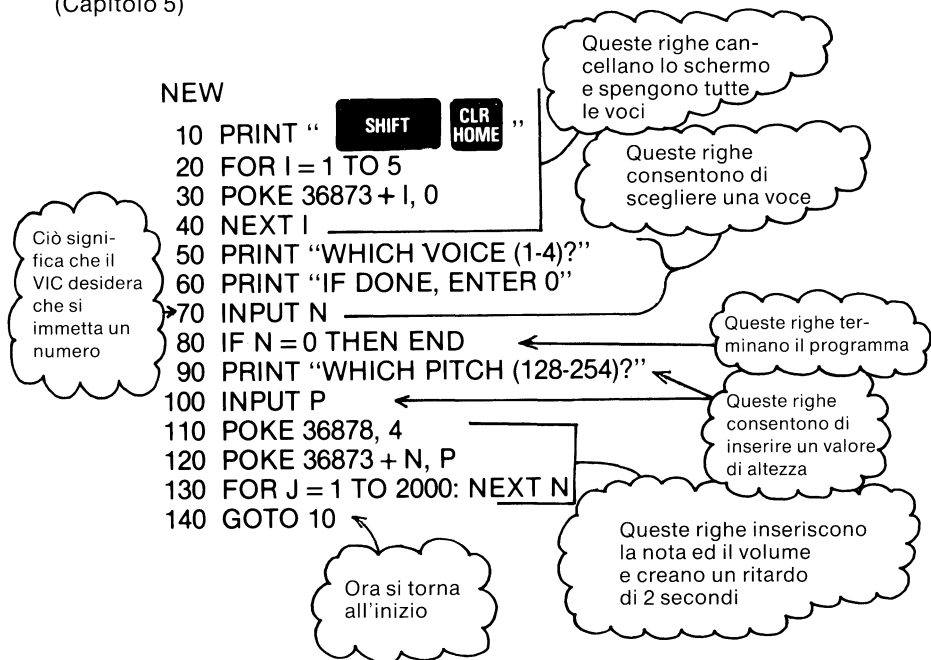 (Capitolo 5)
NEW
10 PRINT “ SHIFT CLR HOME ”
20 FOR I = 1 TO 5
30 POKE 36873 + I, 0
40 NEXT I
50 PRINT “WHICH VOICE (1-4)?”
60 PRINT “IF DONE, ENTER 0”
70 INPUT N
80 IF N = 0 THEN END
90 PRINT “WHICH PITCH (128-254)?”
100 INPUT P
110 POKE 36878, 4
120 POKE 36873 + N, P
130 FOR J = 1 TO 2000: NEXT N
140 GOTO 10
Queste righe can-
cellano lo schermo
e spengono tutte
le voci
Queste righe
consentono di
scegliere una voce
Ciò signi-
fica che il
VIC desidera
che si
immetta un
numero
Queste righe ter-
minano il programma
Queste righe
consentono di
inserire un valore
di altezza
Queste righe inseriscono
la nota ed il volume
e creano un ritardo
di 2 secondi
Ora si torna
all'inizio